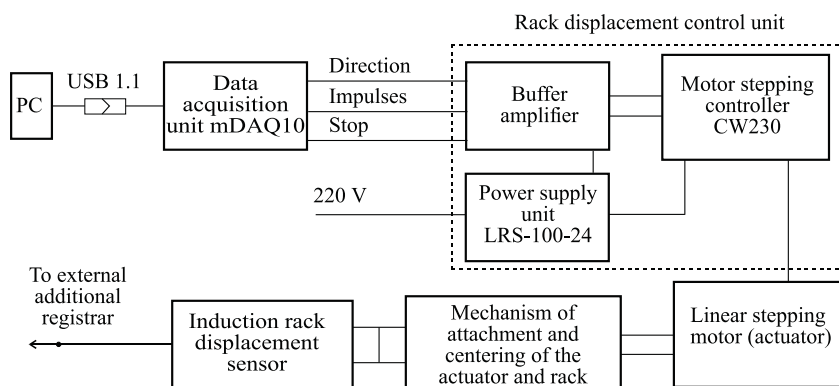 Rack displacement control unit
PC
USB 1.1
Data
acquisition
unit mDAQ10
Direction
Impulses
Stop
Buffer
amplifier
Motor stepping
controller
CW230
220 V
Power supply
unit
LRS-100-24
To external
additional
registrar
Induction rack
displacement
sensor
Mechanism of
attachment and
centering of the
actuator and rack
Linear stepping
motor (actuator)